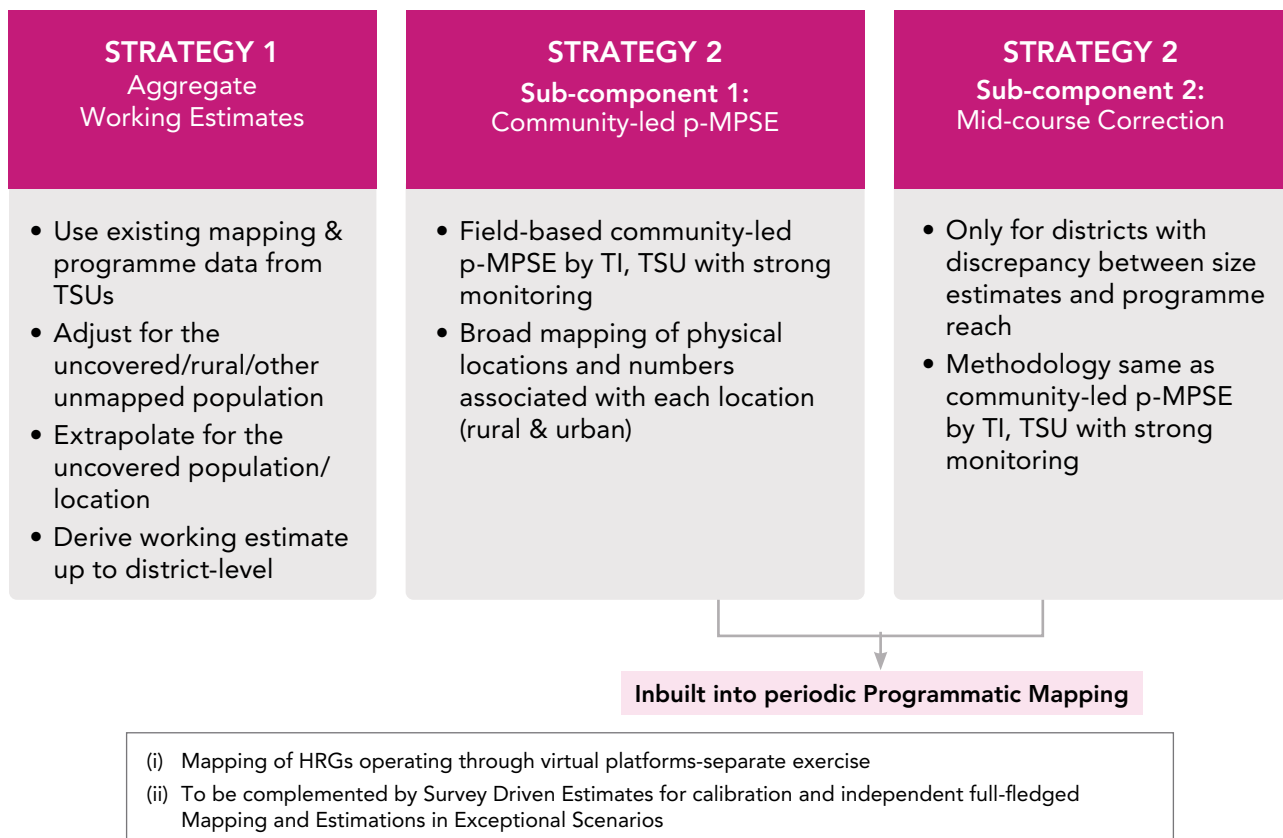 STRATEGY 1
Aggregate
Working Estimates
• Use existing mapping &
programme data from
TSUs
• Adjust for the
uncovered/rural/other
unmapped population
• Extrapolate for the
uncovered population/
location
• Derive working estimate
up to district-level
STRATEGY 2
Sub-component 1:
Community-led p-MPSE
• Field-based community-led
p-MPSE by TI, TSU with strong
monitoring
• Broad mapping of physical
locations and numbers
associated with each location
(rural & urban)
STRATEGY 2
Sub-component 2:
Mid-course Correction
• Only for districts with
discrepancy between size
estimates and programme
reach
• Methodology same as
community-led p-MPSE
by TI, TSU with strong
monitoring
Inbuilt into periodic Programmatic Mapping
(i) Mapping of HRGs operating through virtual platforms-separate exercise
(ii) To be complemented by Survey Driven Estimates for calibration and independent full-fledged
Mapping and Estimations in Exceptional Scenarios